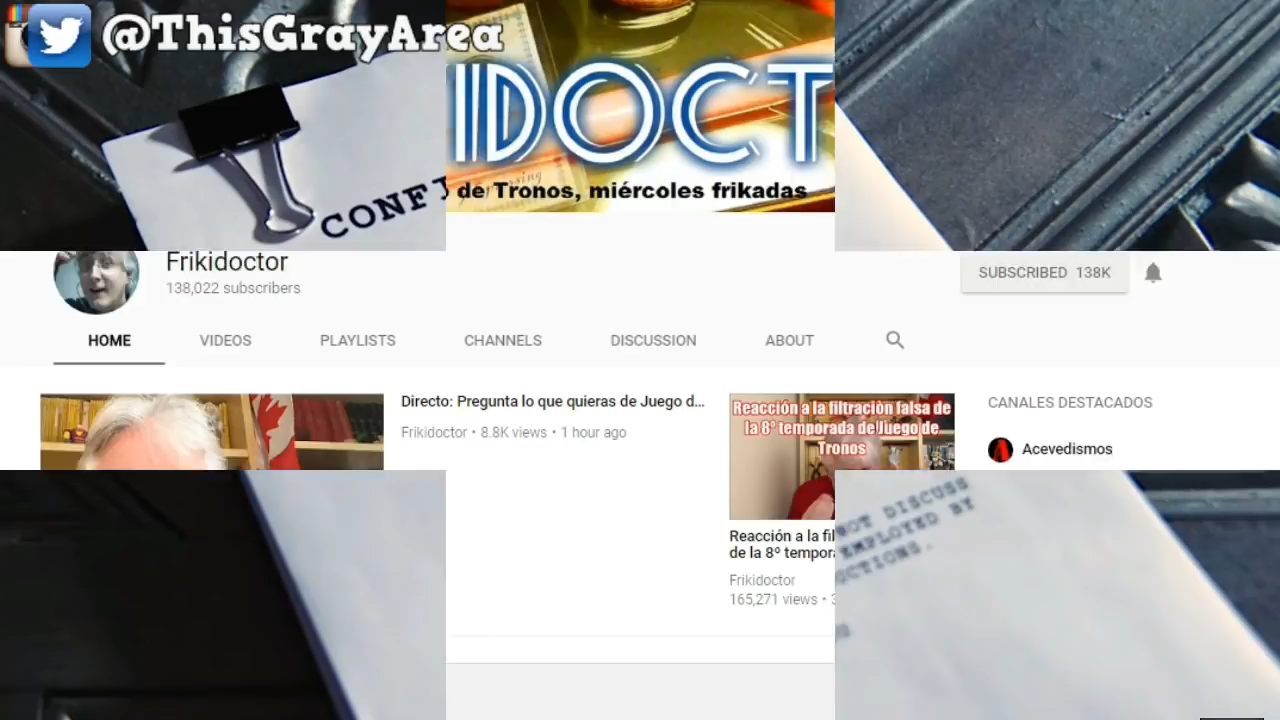 @ThisGrayArea
IDOCT
de Tronos, miércoles frikadas
Frikidoctor
138,022 subscribers
SUBSCRIBED 138K
HOME VIDEOS PLAYLISTS CHANNELS DISCUSSION ABOUT
Directo: Pregunta lo que quieras de Juego d...
Frikidoctor • 8.8K views • 1 hour ago
Reacción a la filtración falsa de
la 8º temporada de Juego de
Tronos
CANALES DESTACADOS
Acevedismos
Reacción a la fil
de la 8º tempor
Frikidoctor
165,271 views •
CONF
NOT DISCUSS
EMPLOYED BY
CTIONS.